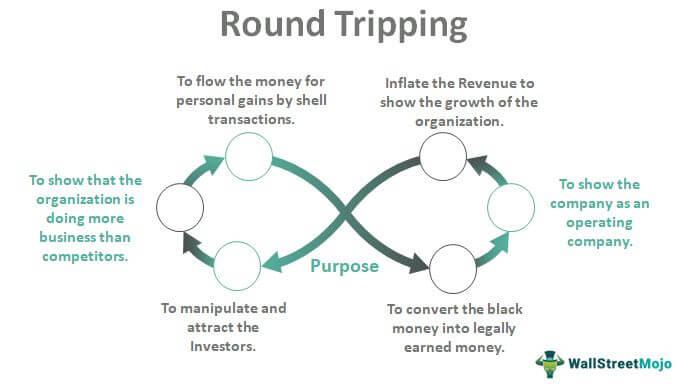 Round Tripping
To flow the money for
personal gains by shell
transactions.
Inflate the Revenue to
show the growth of the
organization.
To show that the
organization is
doing more
business than
competitors.
To show the
company as an
operating
company.
Purpose
To manipulate and
attract the
Investors.
To convert the black
money into legally
earned money.
WallStreetMojo